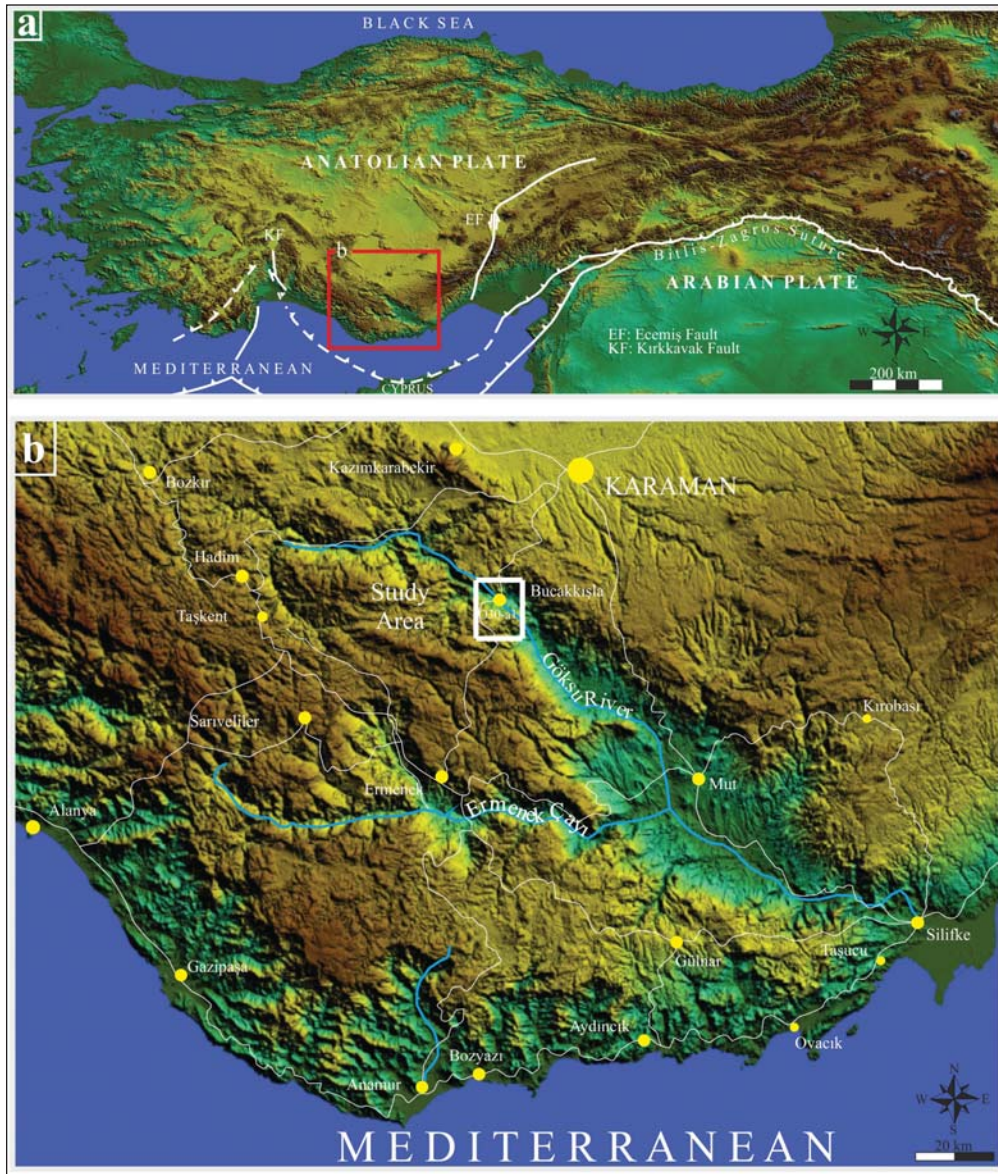 a
BLACK SEA
ANATOLIAN PLATE
EF
KF
b
Bitlis-Zagros Suture
ARABIAN PLATE
EF: Ecemiş Fault
KF: Kırkkavak Fault
W E
MEDITERRANEAN
CYPRUS
200 km
b
Kazımkarabekir
Bozkır
KARAMAN
Hadim
Study
Area
Bucakkışla
Taşkent
Göksu River
Sarıveliler
Kırobası
Ermenek
Mut
Ermenek Çayı
Alanya
Silifke
Gülnar
Taşucu
Gazipaşa
Aydıncık
Ovacık
Bozyazı
Anamur
N
W E
S
MEDITERRANEAN
20 km